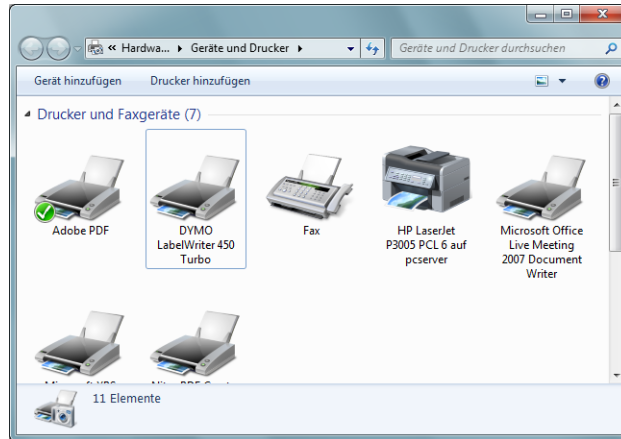 « Hardwa... ▸ Geräte und Drucker ▸
Geräte und Drucker durchsuchen
Gerät hinzufügen Drucker hinzufügen
Drucker und Faxgeräte (7)
Adobe PDF
DYMO
LabelWriter 450
Turbo
Fax
HP LaserJet
P3005 PCL 6 auf
pcserver
Microsoft Office
Live Meeting
2007 Document
Writer
11 Elemente